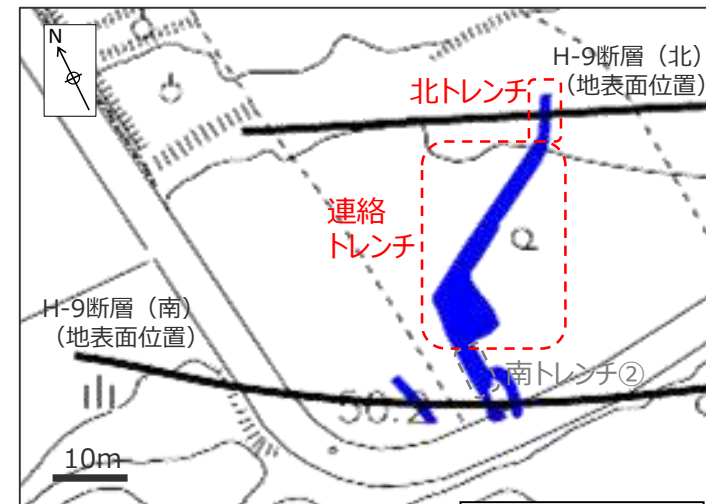 N
H-9断層（北）
（地表面位置）
北トレンチ
連絡
トレンチ
H-9断層（南）
（地表面位置）
南トレンチ②
50.2
10m